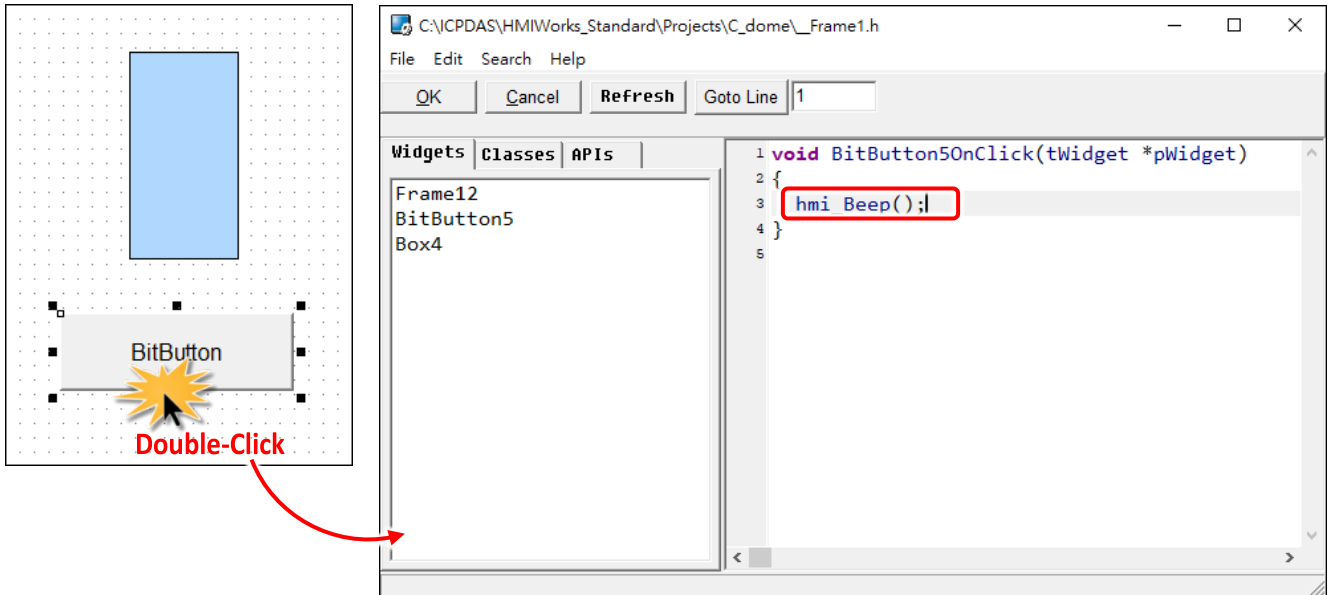 BitButton
Double-Click
C:\ICPDAS\HMIWorks_Standard\Projects\C_dome\__Frame1.h
File Edit Search Help
OK Cancel Refresh Goto Line 1
Widgets Classes APIs
Frame12
BitButton5
Box4
1 void BitButton5OnClick(tWidget *pWidget)
2 {
3 hmi_Beep();
4 }
5